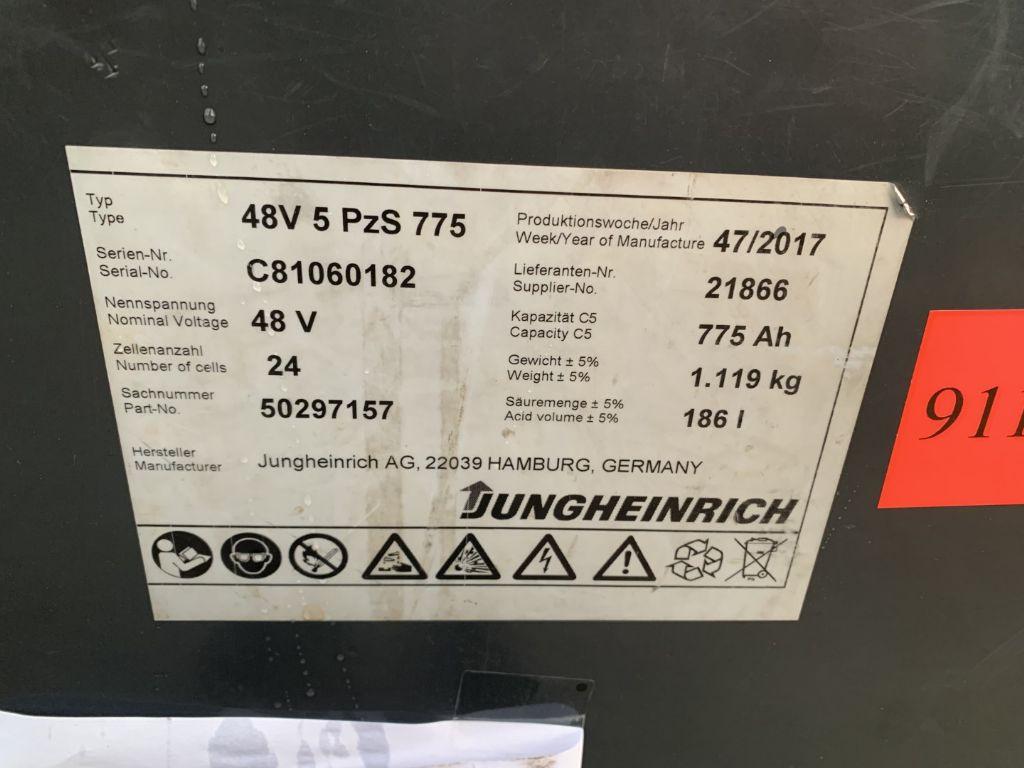 Typ
Type
48V 5 PzS 775
Serien-Nr.
Serial-No.
C81060182
Nennspannung
Nominal Voltage
48 V
Zellenanzahl
Number of cells
24
Sachnummer
Part-No.
50297157
Produktionswoche/Jahr
Week/Year of Manufacture
47/2017
Lieferanten-Nr.
Supplier-No.
21866
Kapazität C5
Capacity C5
775 Ah
Gewicht ± 5%
Weight ± 5%
1.119 kg
Säuremenge ± 5%
Acid volume ± 5%
186 l
Hersteller
Manufacturer
Jungheinrich AG, 22039 HAMBURG, GERMANY
JUNGHEINRICH